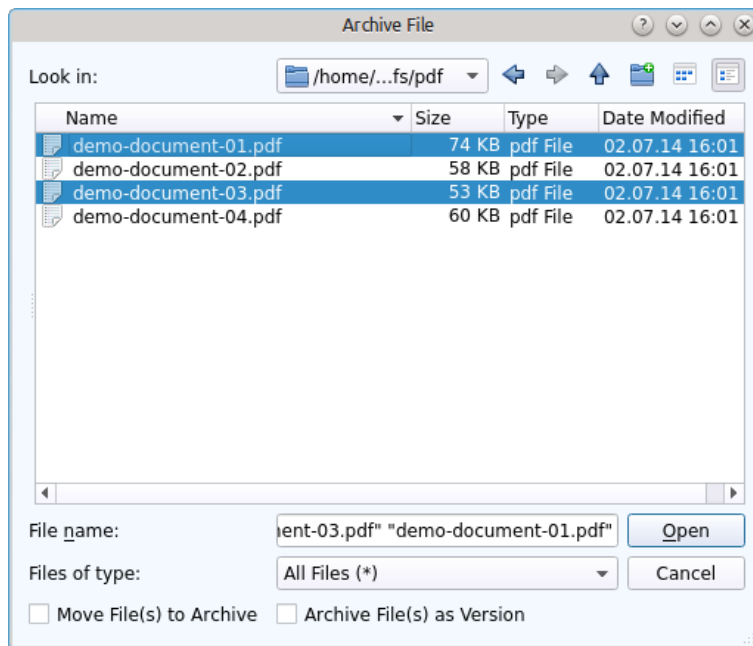 Archive File
Look in: /home/...fs/pdf
Name Size Type Date Modified
demo-document-01.pdf 74 KB pdf File 02.07.14 16:01
demo-document-02.pdf 58 KB pdf File 02.07.14 16:01
demo-document-03.pdf 53 KB pdf File 02.07.14 16:01
demo-document-04.pdf 60 KB pdf File 02.07.14 16:01
File name: ent-03.pdf" "demo-document-01.pdf" Open
Files of type: All Files (*) Cancel
Move File(s) to Archive Archive File(s) as Version